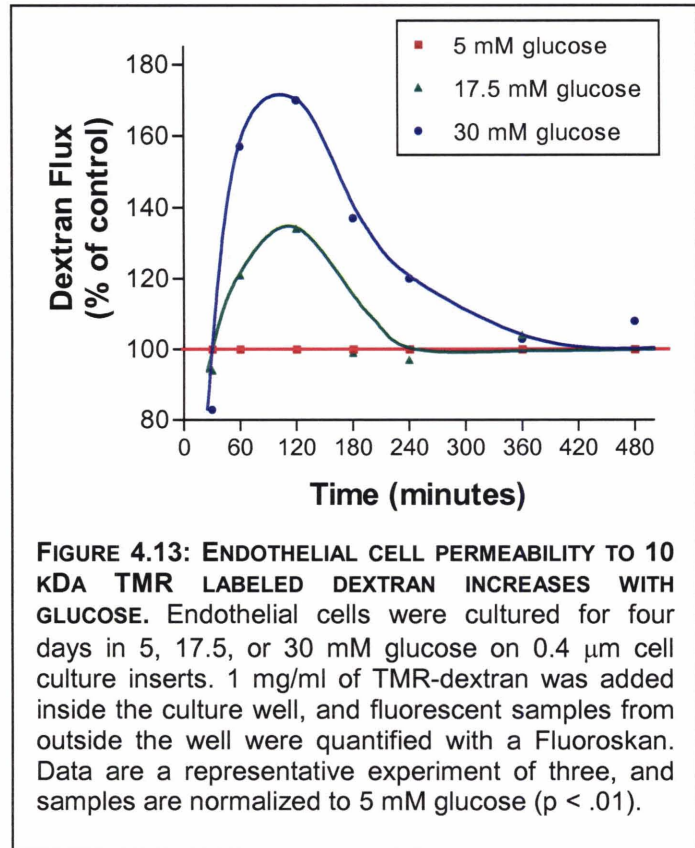 5 mM glucose
17.5 mM glucose
30 mM glucose
Dextran Flux
(% of control)
180
160
140
120
100
80
0 60 120 180 240 300 360 420 480
Time (minutes)
FIGURE 4.13: ENDOTHELIAL CELL PERMEABILITY TO 10
KDA TMR LABELED DEXTRAN INCREASES WITH
GLUCOSE. Endothelial cells were cultured for four
days in 5, 17.5, or 30 mM glucose on 0.4 μm cell
culture inserts. 1 mg/ml of TMR-dextran was added
inside the culture well, and fluorescent samples from
outside the well were quantified with a Fluoroskan.
Data are a representative experiment of three, and
samples are normalized to 5 mM glucose (p < .01).